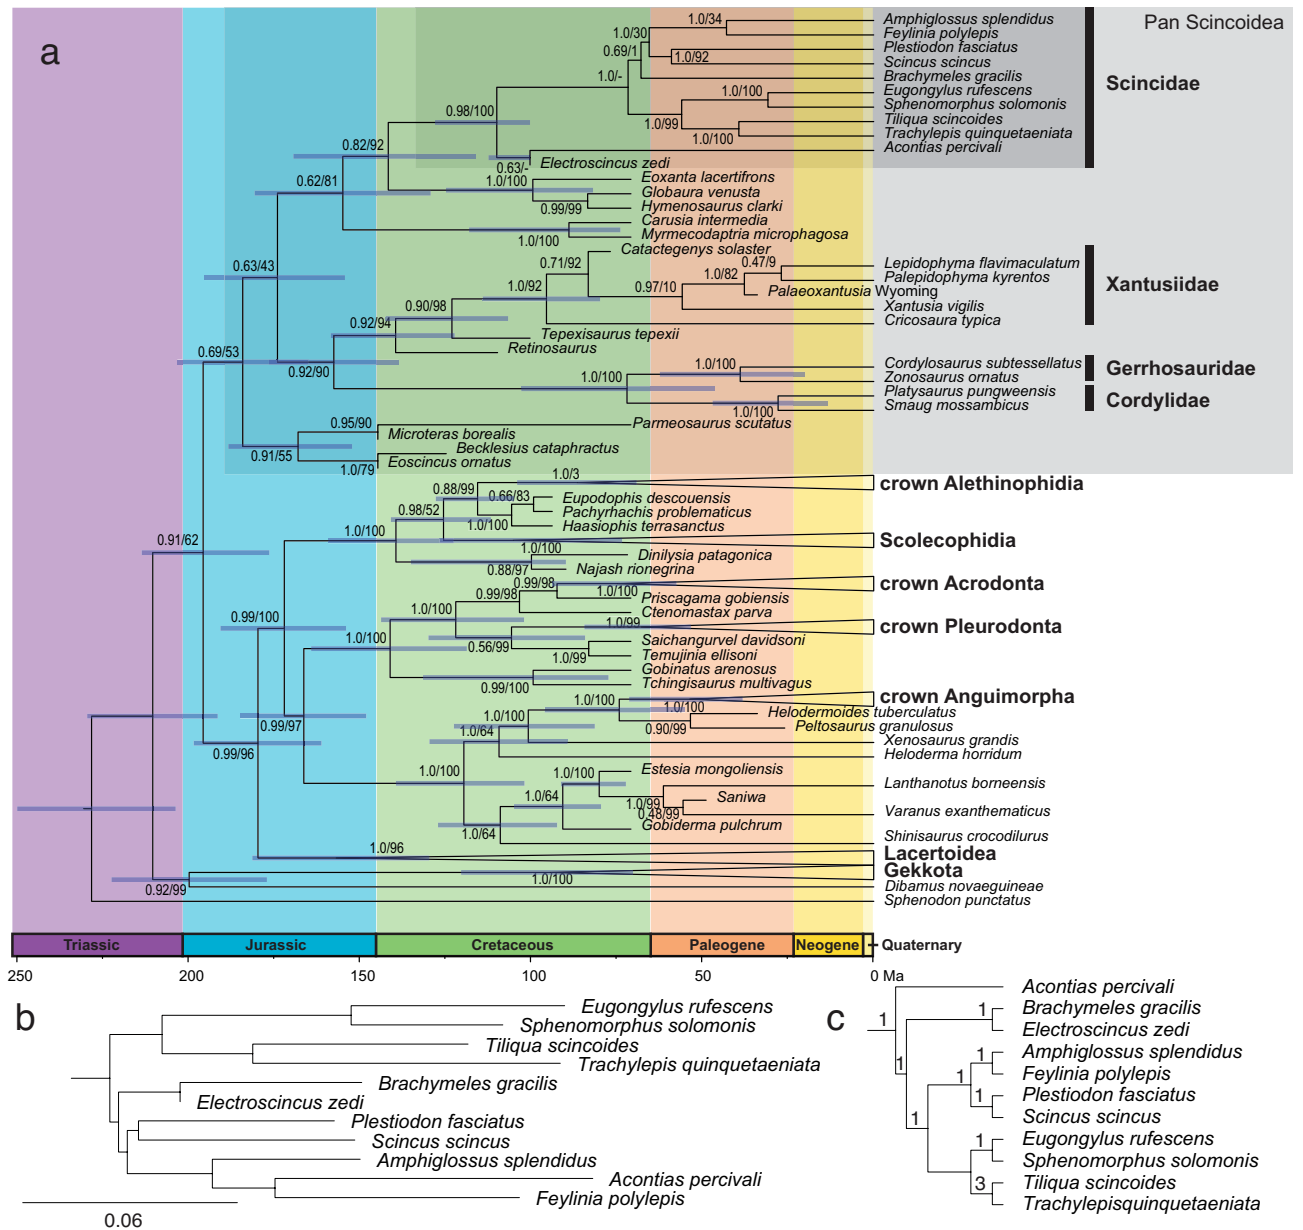 a
Pan Scincoidea
1.0/34
Amphiglossus splendidus
1.0/30
Feylinia polylepis
0.69/1
Plestiodon fasciatus
1.0/92
Scincus scincus
1.0/-
Brachymeles gracilis
Scincidae
1.0/100
Eugongylus rufescens
Sphenomorphus solomonis
0.98/100
1.0/99
Tiliqua scincoides
1.0/100
Trachylepis quinquetaeniata
0.82/92
Acontias percivali
0.63/-
Electroscincus zedi
0.62/81
1.0/100
Eoxanta lacertifrons
Globaura venusta
0.99/99
Hymenosaurus clarki
Carusia intermedia
1.0/100
Myrmecodaptria microphagosa
Catactegenys solaster
0.63/43
0.71/92
0.47/9
Lepidophyma flavimaculatum
1.0/82
Palepidophyma kyrentos
1.0/92
0.97/10
Palaeoxantusia Wyoming
Xantusiidae
0.90/98
Xantusia vigilis
0.92/94
Cricosaura typica
Tepexisaurus tepexii
0.69/53
Retinosaurus
0.92/90
1.0/100
1.0/100
Cordylosaurus subtessellatus
Zonosaurus ornatus
Gerrhosauridae
Platysaurus pungweensis
1.0/100
Smaug mossambicus
Cordylidae
0.95/90
Parmeosaurus scutatus
Microteras borealis
0.91/55
Becklesius cataphractus
1.0/79
Eoscincus ornatus
1.0/3
crown Alethinophidia
0.88/99
0.66/83
Eupodophis descouensis
0.98/52
Pachyrhachis problematicus
1.0/100
Haasiophis terrasanctus
1.0/100
Scolecophidia
0.91/62
1.0/100
Dinilysia patagonica
0.88/97
Najash rionegrina
0.99/98
crown Acrodonta
0.99/98
1.0/100
Priscagama gobiensis
1.0/100
Ctenomastax parva
0.99/100
1.0/99
crown Pleurodonta
1.0/100
0.56/99
Saichangurvel davidsoni
1.0/99
Temujinia ellisoni
Gobinatus arenosus
0.99/100
Tchingisaurus multivagus
1.0/100
crown Anguimorpha
1.0/100
Helodermoides tuberculatus
0.99/97
1.0/100
0.90/99
Peltosaurus granulosus
1.0/64
Xenosaurus grandis
0.99/96
Heloderma horridum
1.0/100
1.0/100
Estesia mongoliensis
Lanthanotus borneensis
1.0/64
1.0/99
Saniwa
0.48/99
Varanus exanthematicus
1.0/64
Gobiderma pulchrum
Shinisaurus crocodilurus
1.0/96
Lacertoidea
Gekkota
0.92/99
1.0/100
Dibamus novaeguineae
Sphenodon punctatus
Triassic
Jurassic
Cretaceous
Paleogene
Neogene
Quaternary
250
200
150
100
50
0 Ma
b
Eugongylus rufescens
Sphenomorphus solomonis
Tiliqua scincoides
Trachylepis quinquetaeniata
Brachymeles gracilis
Electroscincus zedi
Plestiodon fasciatus
Scincus scincus
Amphiglossus splendidus
Acontias percivali
Feylinia polylepis
0.06
c
Acontias percivali
1
1
Brachymeles gracilis
Electroscincus zedi
1
1
Amphiglossus splendidus
1
Feylinia polylepis
1
Plestiodon fasciatus
Scincus scincus
1
1
Eugongylus rufescens
Sphenomorphus solomonis
3
Tiliqua scincoides
Trachylepisquinquetaeniata